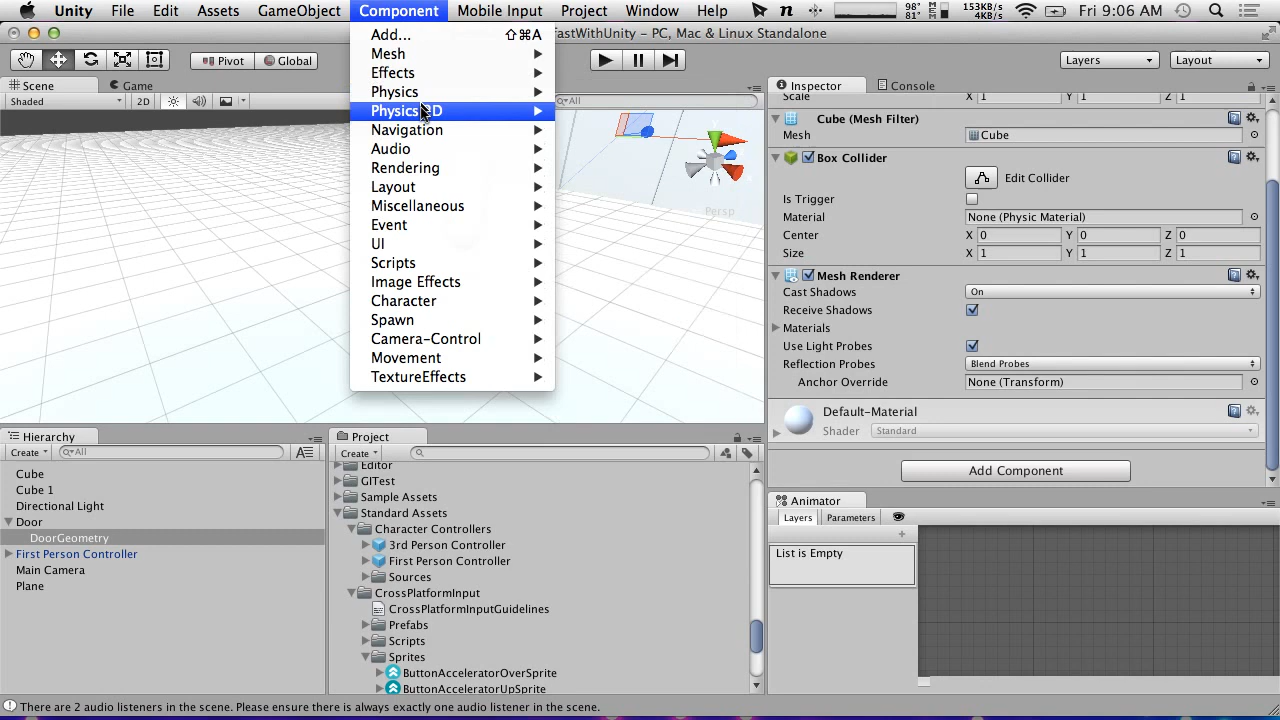 Unity File Edit Assets GameObject Component Mobile Input Project Window Help 98° 81° 153KB/s 4KB/s Fri 9:06 AM
FastWithUnity – PC, Mac & Linux Standalone
Pivot Global Layers Layout
Scene Game
Shaded 2D All
Persp
Add... ⇧⌘A
Mesh
Effects
Physics
Navigation
Audio
Rendering
Layout
Miscellaneous
Event
UI
Scripts
Image Effects
Character
Spawn
Camera-Control
Movement
TextureEffects
Inspector Console
Scale X 1 Y 1 Z 1
Cube (Mesh Filter)
Mesh Cube
Box Collider
Edit Collider
Is Trigger
Material None (Physic Material)
Center X 0 Y 0 Z 0
Size X 1 Y 1 Z 1
Mesh Renderer
Cast Shadows On
Receive Shadows
Materials
Use Light Probes
Reflection Probes Blend Probes
Anchor Override None (Transform)
Default-Material
Shader Standard
Add Component
Hierarchy
Create All
Cube
Cube 1
Directional Light
Door
DoorGeometry
First Person Controller
Main Camera
Plane
Project
Create
Editor
GITest
Sample Assets
Standard Assets
Character Controllers
3rd Person Controller
First Person Controller
Sources
CrossPlatformInput
CrossPlatformInputGuidelines
Prefabs
Scripts
Sprites
ButtonAcceleratorOverSprite
ButtonAcceleratorUpSprite
Animator
Layers Parameters
List is Empty
There are 2 audio listeners in the scene. Please ensure there is always exactly one audio listener in the scene.